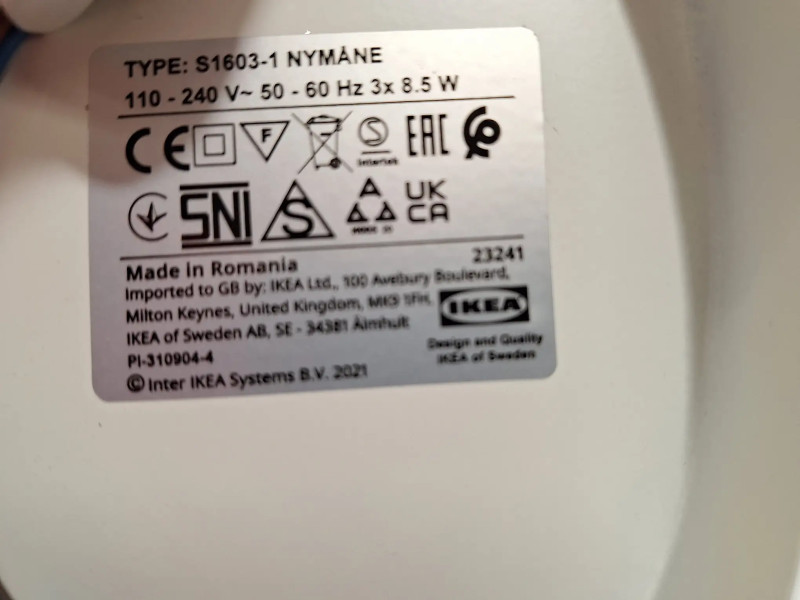 TYPE: S1603-1 NYMÅNE
110 - 240 V~ 50 - 60 Hz 3x 8.5 W
CE F S Intertek EAC
SNI S UK CA
23241
Made in Romania
Imported to GB by: IKEA Ltd., 100 Avebury Boulevard,
Milton Keynes, United Kingdom, MK9 1FH,
IKEA of Sweden AB, SE - 34381 Älmhult
PI-310904-4
© Inter IKEA Systems B.V. 2021
IKEA
Design and Quality
IKEA of Sweden